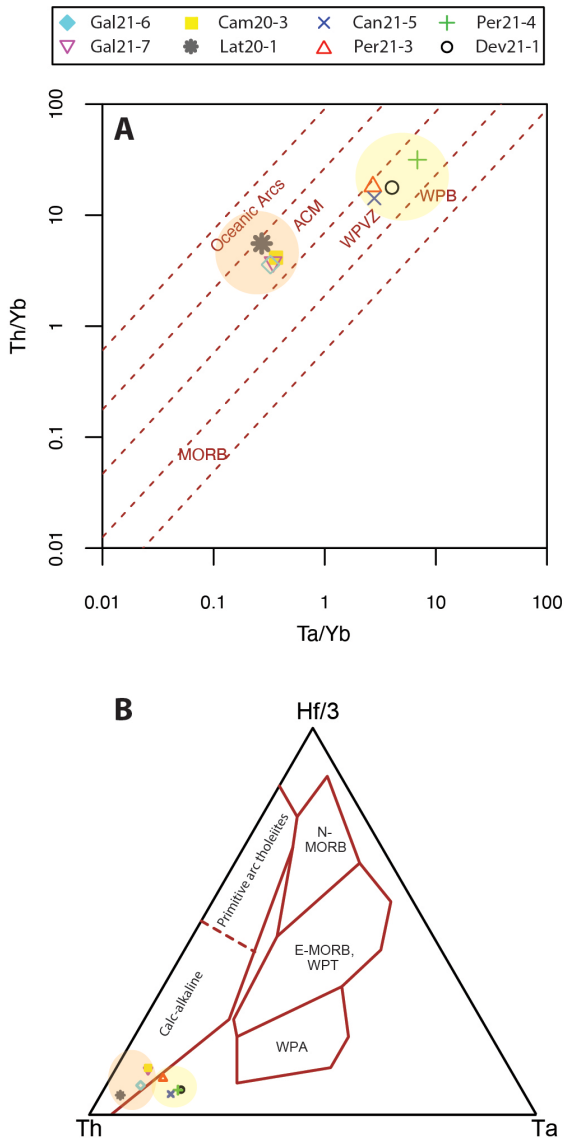 Gal21-6 Cam20-3 Can21-5 Per21-4
Gal21-7 Lat20-1 Per21-3 Dev21-1
A
100
10
1
0.1
0.01
Th/Yb
Oceanic Arcs
ACM
WPVZ
WPB
MORB
0.01 0.1 1 10 100
Ta/Yb
B
Hf/3
N-
MORB
Primitive arc tholeiites
E-MORB,
WPT
Calc-alkaline
WPA
Th
Ta